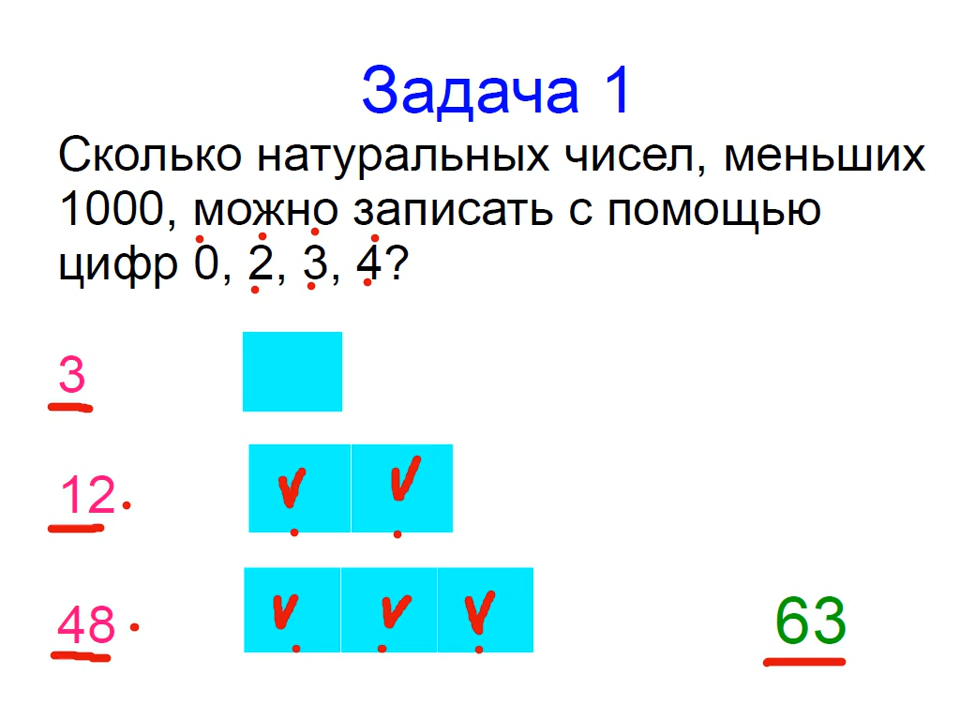 Задача 1
Сколько натуральных чисел, меньших
1000, можно записать с помощью
цифр 0, 2, 3, 4?
3
12
48
63